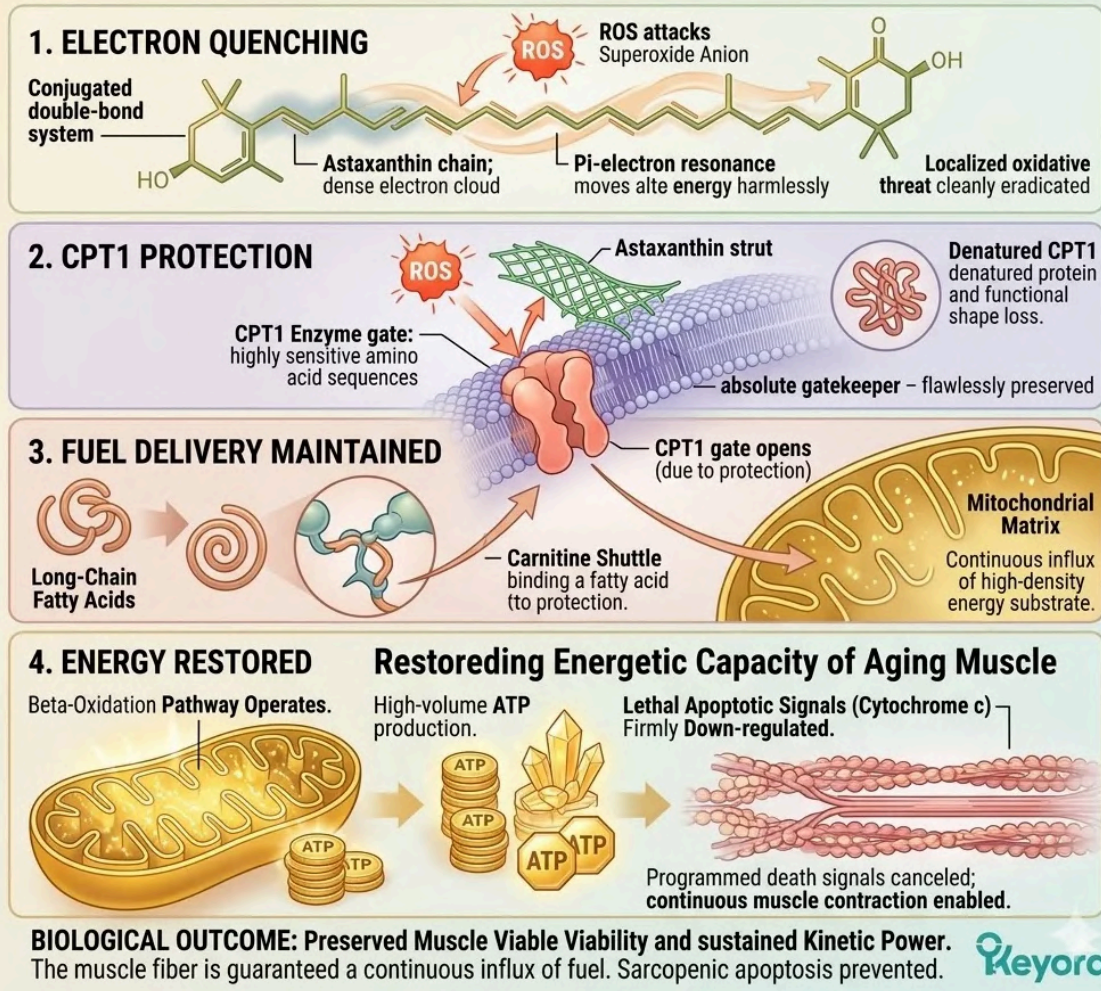 1. ELECTRON QUENCHING
ROS
ROS attacks
Superoxide Anion
Conjugated
double-bond
system
HO
O
OH
Astaxanthin chain;
dense electron cloud
Pi-electron resonance
moves alte energy harmlessly
Localized oxidative
threat cleanly eradicated
2. CPT1 PROTECTION
ROS
Astaxanthin strut
Denatured CPT1
denatured protein
and functional
shape loss.
CPT1 Enzyme gate:
highly sensitive amino
acid sequences
absolute gatekeeper – flawlessly preserved
3. FUEL DELIVERY MAINTAINED
CPT1 gate opens
(due to protection)
Long-Chain
Fatty Acids
Carnitine Shuttle
binding a fatty acid
(to protection.
Mitochondrial
Matrix
Continuous influx
of high-density
energy substrate.
4. ENERGY RESTORED
Restoreding Energetic Capacity of Aging Muscle
Beta-Oxidation Pathway Operates.
High-volume ATP
production.
Lethal Apoptotic Signals (Cytochrome c)
Firmly Down-regulated.
ATP
ATP
ATP
ATP
ATP
ATP
Programmed death signals canceled;
continuous muscle contraction enabled.
BIOLOGICAL OUTCOME: Preserved Muscle Viable Viability and sustained Kinetic Power.
The muscle fiber is guaranteed a continuous influx of fuel. Sarcopenic apoptosis prevented.
Keyora